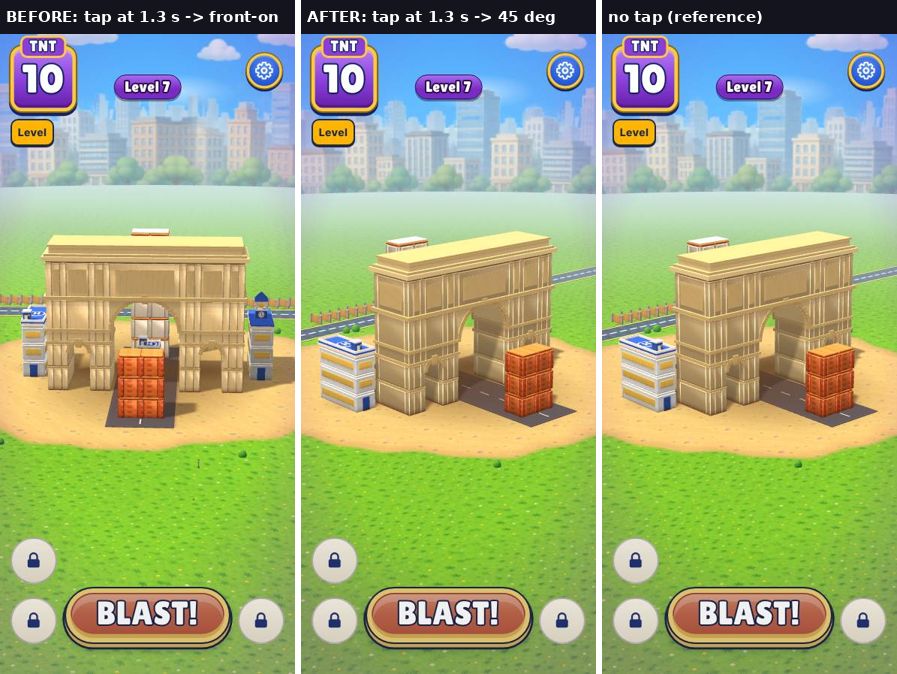 BEFORE: tap at 1.3 s -> front-on
TNT
10
Level 7
Level
BLAST!
AFTER: tap at 1.3 s -> 45 deg
TNT
10
Level 7
Level
BLAST!
no tap (reference)
TNT
10
Level 7
Level
BLAST!